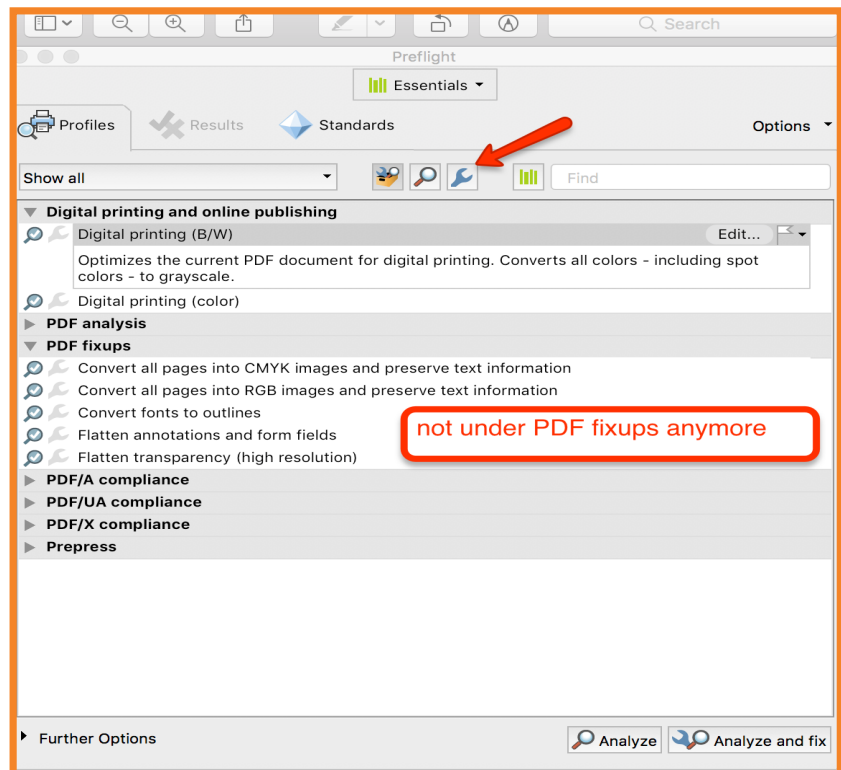 Search
Preflight
Essentials
Profiles
Results
Standards
Options
Show all
Find
Digital printing and online publishing
Digital printing (B/W)
Edit...
Optimizes the current PDF document for digital printing. Converts all colors - including spot
colors - to grayscale.
Digital printing (color)
PDF analysis
PDF fixups
Convert all pages into CMYK images and preserve text information
Convert all pages into RGB images and preserve text information
Convert fonts to outlines
not under PDF fixups anymore
Flatten annotations and form fields
Flatten transparency (high resolution)
PDF/A compliance
PDF/UA compliance
PDF/X compliance
Prepress
Further Options
Analyze
Analyze and fix